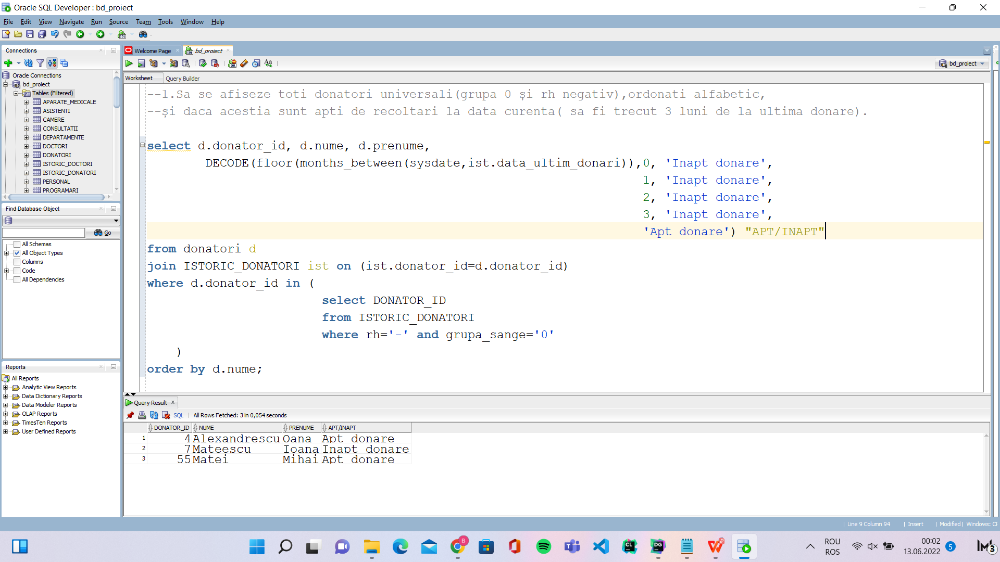 Oracle SQL Developer : bd_proiect
File Edit View Navigate Run Source Team Tools Window Help
Connections
Oracle Connections
bd_proiect
Tables (Filtered)
APARATE_MEDICALE
ASISTENTI
CAMERE
CONSULTATII
DEPARTAMENTE
DOCTORI
DONATORI
ISTORIC_DOCTORI
ISTORIC_DONATORI
PERSONAL
PROGRAMARI
Find Database Object
Go
All Schemas
All Object Types
Columns
Code
All Dependencies
Reports
All Reports
Analytic View Reports
Data Dictionary Reports
Data Modeler Reports
OLAP Reports
TimesTen Reports
User Defined Reports
Welcome Page
bd_proiect
bd_proiect
Worksheet Query Builder
--1.Sa se afiseze toti donatori universali(grupa 0 și rh negativ),ordonati alfabetic,
--și daca acestia sunt apti de recoltari la data curenta( sa fi trecut 3 luni de la ultima donare).
select d.donator_id, d.nume, d.prenume,
DECODE(floor(months_between(sysdate,ist.data_ultim_donari)),0, 'Inapt donare',
1, 'Inapt donare',
2, 'Inapt donare',
3, 'Inapt donare',
'Apt donare') "APT/INAPT"
from donatori d
join ISTORIC_DONATORI ist on (ist.donator_id=d.donator_id)
where d.donator_id in (
select DONATOR_ID
from ISTORIC_DONATORI
where rh='-' and grupa_sange='0'
)
order by d.nume;
Query Result
SQL | All Rows Fetched: 3 in 0,054 seconds
DONATOR_ID NUME PRENUME APT/INAPT
1 4 Alexandrescu Oana Apt donare
2 7 Mateescu Ioana Inapt donare
3 55 Matei Mihai Apt donare
| Line 9 Column 94 | Insert | Modified | Windows: CF
ROU
ROS
00:02
13.06.2022
5
3